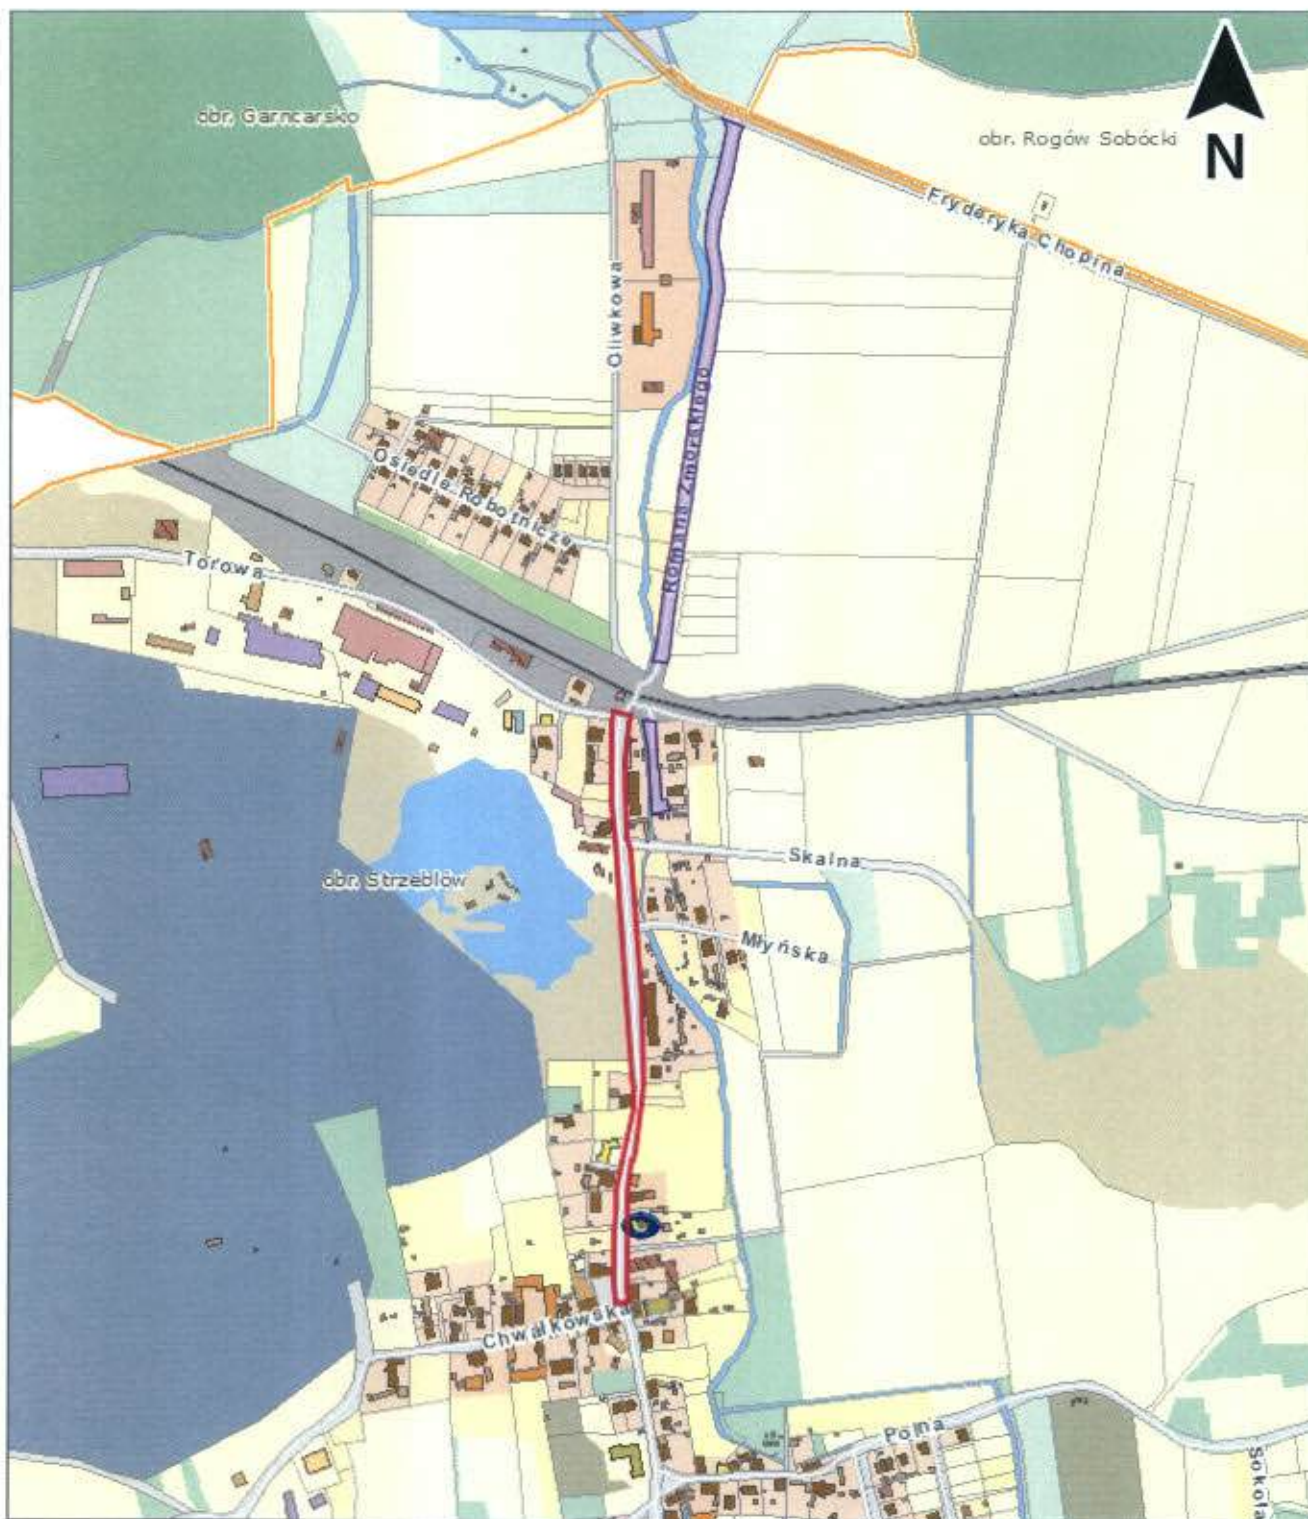 obr. Garncarsko
obr. Rogów Sobócki
N
Fryderyka Chopina
Oliwkowa
Romana Zmorskiego
Osiedle Robotnicze
Torowa
Skalna
obr. Strzeblów
Młyńska
Chwałkowska
Polna
Sokola